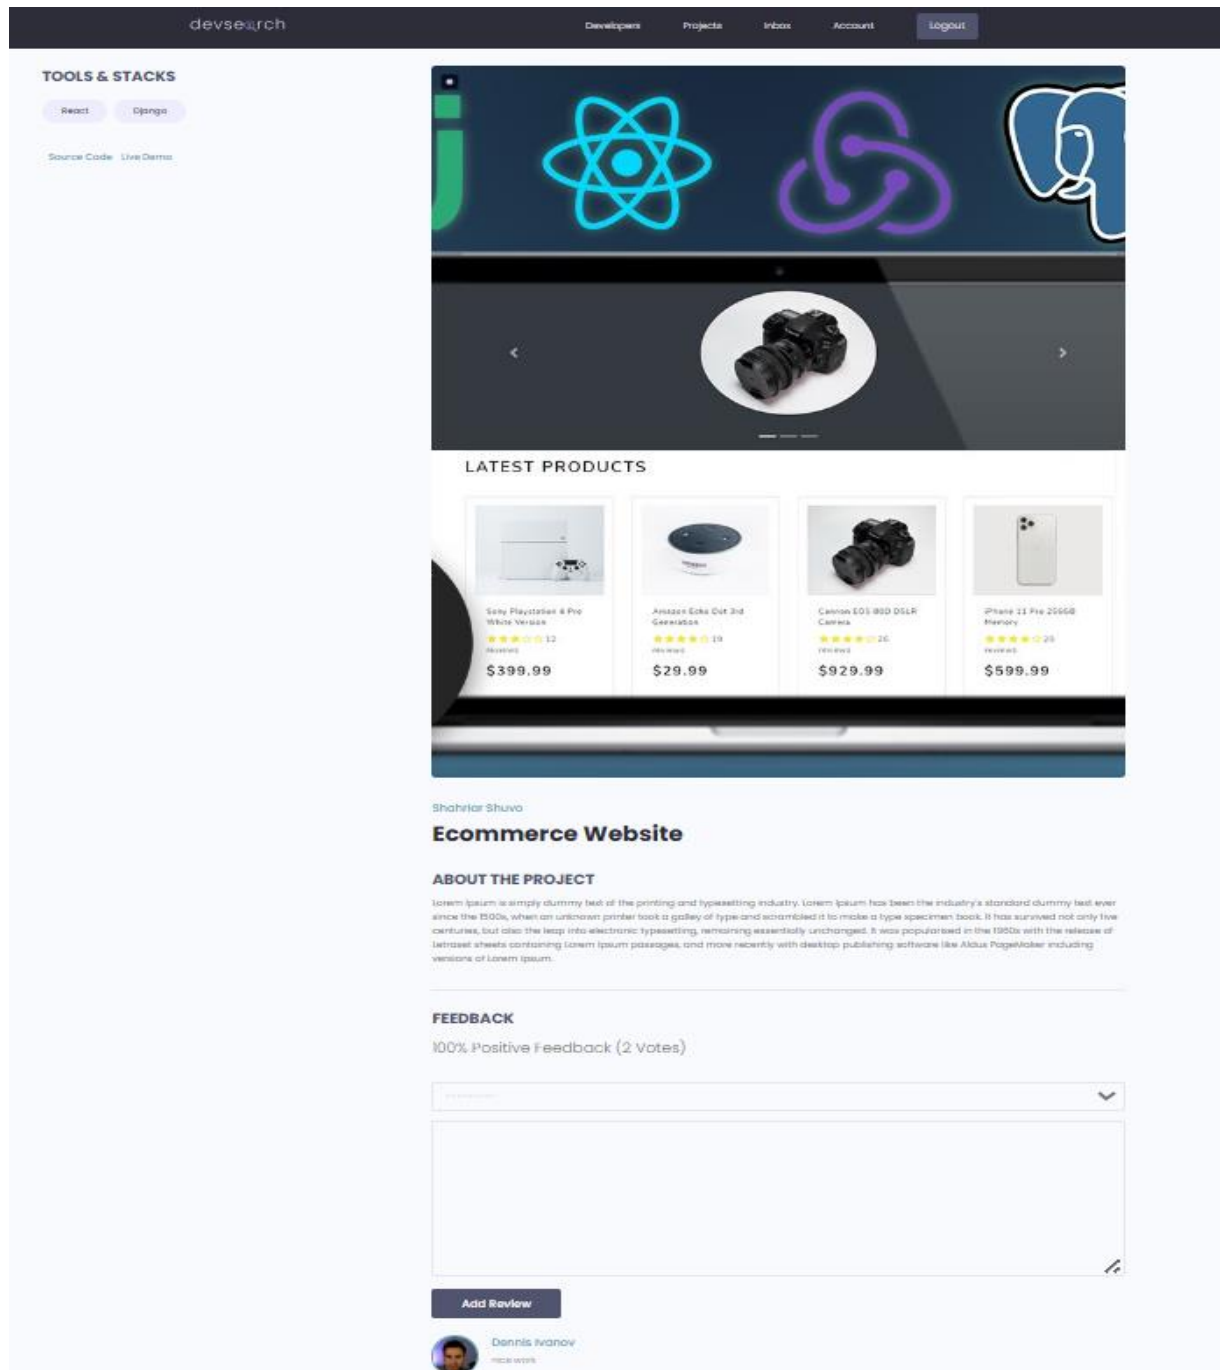 devsearch
Developers Projects Inbox Account Logout
TOOLS & STACKS
React Django
Source Code Live Demo
j
LATEST PRODUCTS
Sony Playstation 4 Pro
White Version
12
reviews
$399.99
Amazon Echo Dot 3rd
Generation
19
reviews
$29.99
Cannon EOS 80D DSLR
Camera
26
reviews
$929.99
iPhone 11 Pro 256GB
Memory
reviews
$599.99
Shahriar Shuvo
Ecommerce Website
ABOUT THE PROJECT
Lorem Ipsum is simply dummy text of the printing and typesetting industry. Lorem Ipsum has been the industry's standard dummy text ever
since the 1500s, when an unknown printer took a galley of type and scrambled it to make a type specimen book. It has survived not only five
centuries, but also the leap into electronic typesetting, remaining essentially unchanged. It was popularised in the 1960s with the release of
Letraset sheets containing Lorem Ipsum passages, and more recently with desktop publishing software like Aldus PageMaker including
versions of Lorem Ipsum.
FEEDBACK
100% Positive Feedback (2 Votes)
---------
Add Review
Dennis Ivanov
nice work